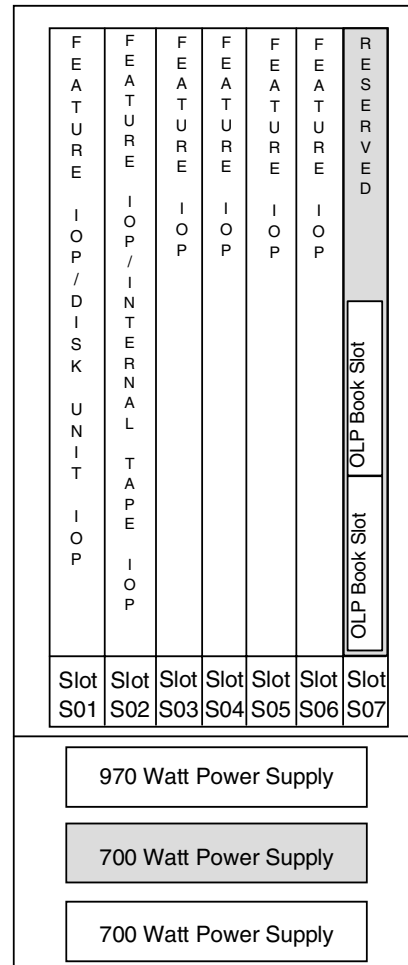 FEATURE IOP/DISK UNIT IOP
FEATURE IOP/INTERNAL TAPE IOP
FEATURE IOP
FEATURE IOP
FEATURE IOP
FEATURE IOP
RESERVED
OLP Book Slot
OLP Book Slot
Slot S01
Slot S02
Slot S03
Slot S04
Slot S05
Slot S06
Slot S07
970 Watt Power Supply
700 Watt Power Supply
700 Watt Power Supply